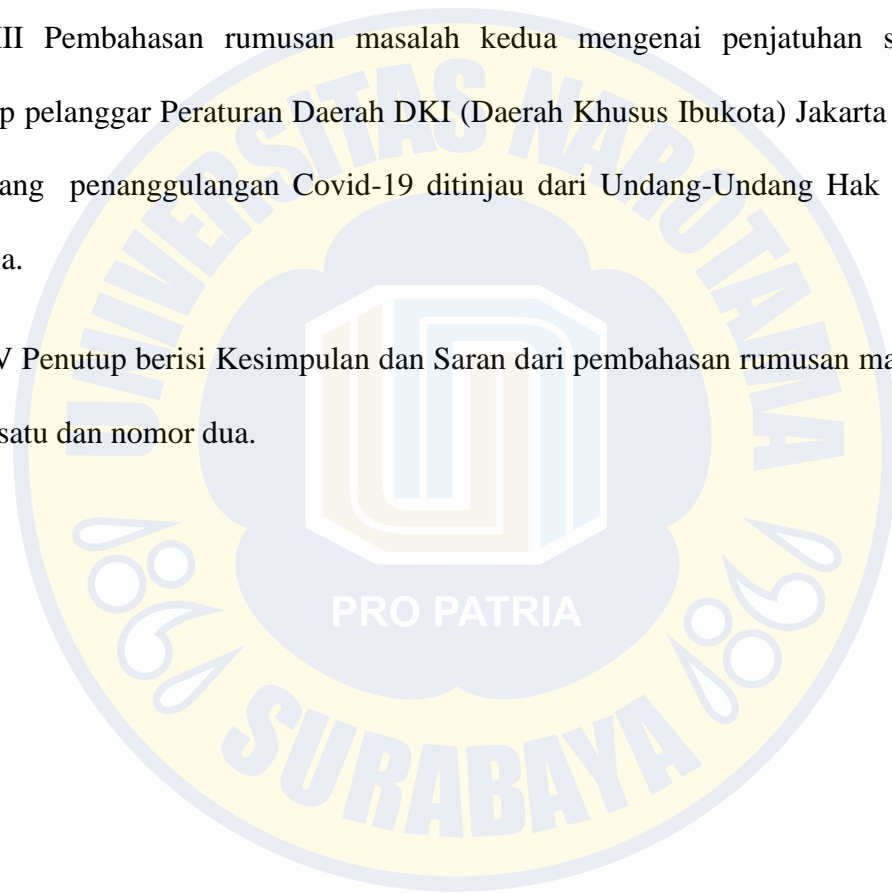 III Pembahasan rumusan masalah kedua mengenai penjatuhan s
p pelanggar Peraturan Daerah DKI (Daerah Khusus Ibukota) Jakarta
ang penanggulangan Covid-19 ditinjau dari Undang-Undang Hak
a.
V Penutup berisi Kesimpulan dan Saran dari pembahasan rumusan ma
satu dan nomor dua.
UNIVERSITAS NAROTAMA
PRO PATRIA
SURABAYA